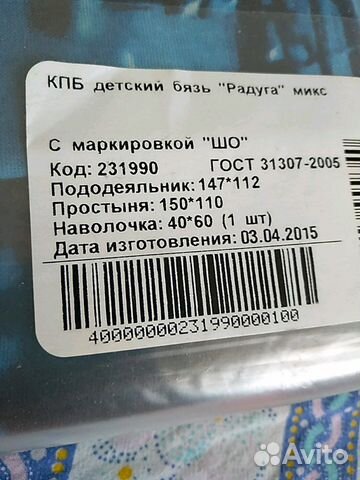 КПБ детский бязь "Радуга" микс
С маркировкой "ШО"
Код: 231990 ГОСТ 31307-2005
Пододеяльник: 147*112
Простыня: 150*110
Наволочка: 40*60 (1 шт)
Дата изготовления: 03.04.2015
40000000231990000100
Avito